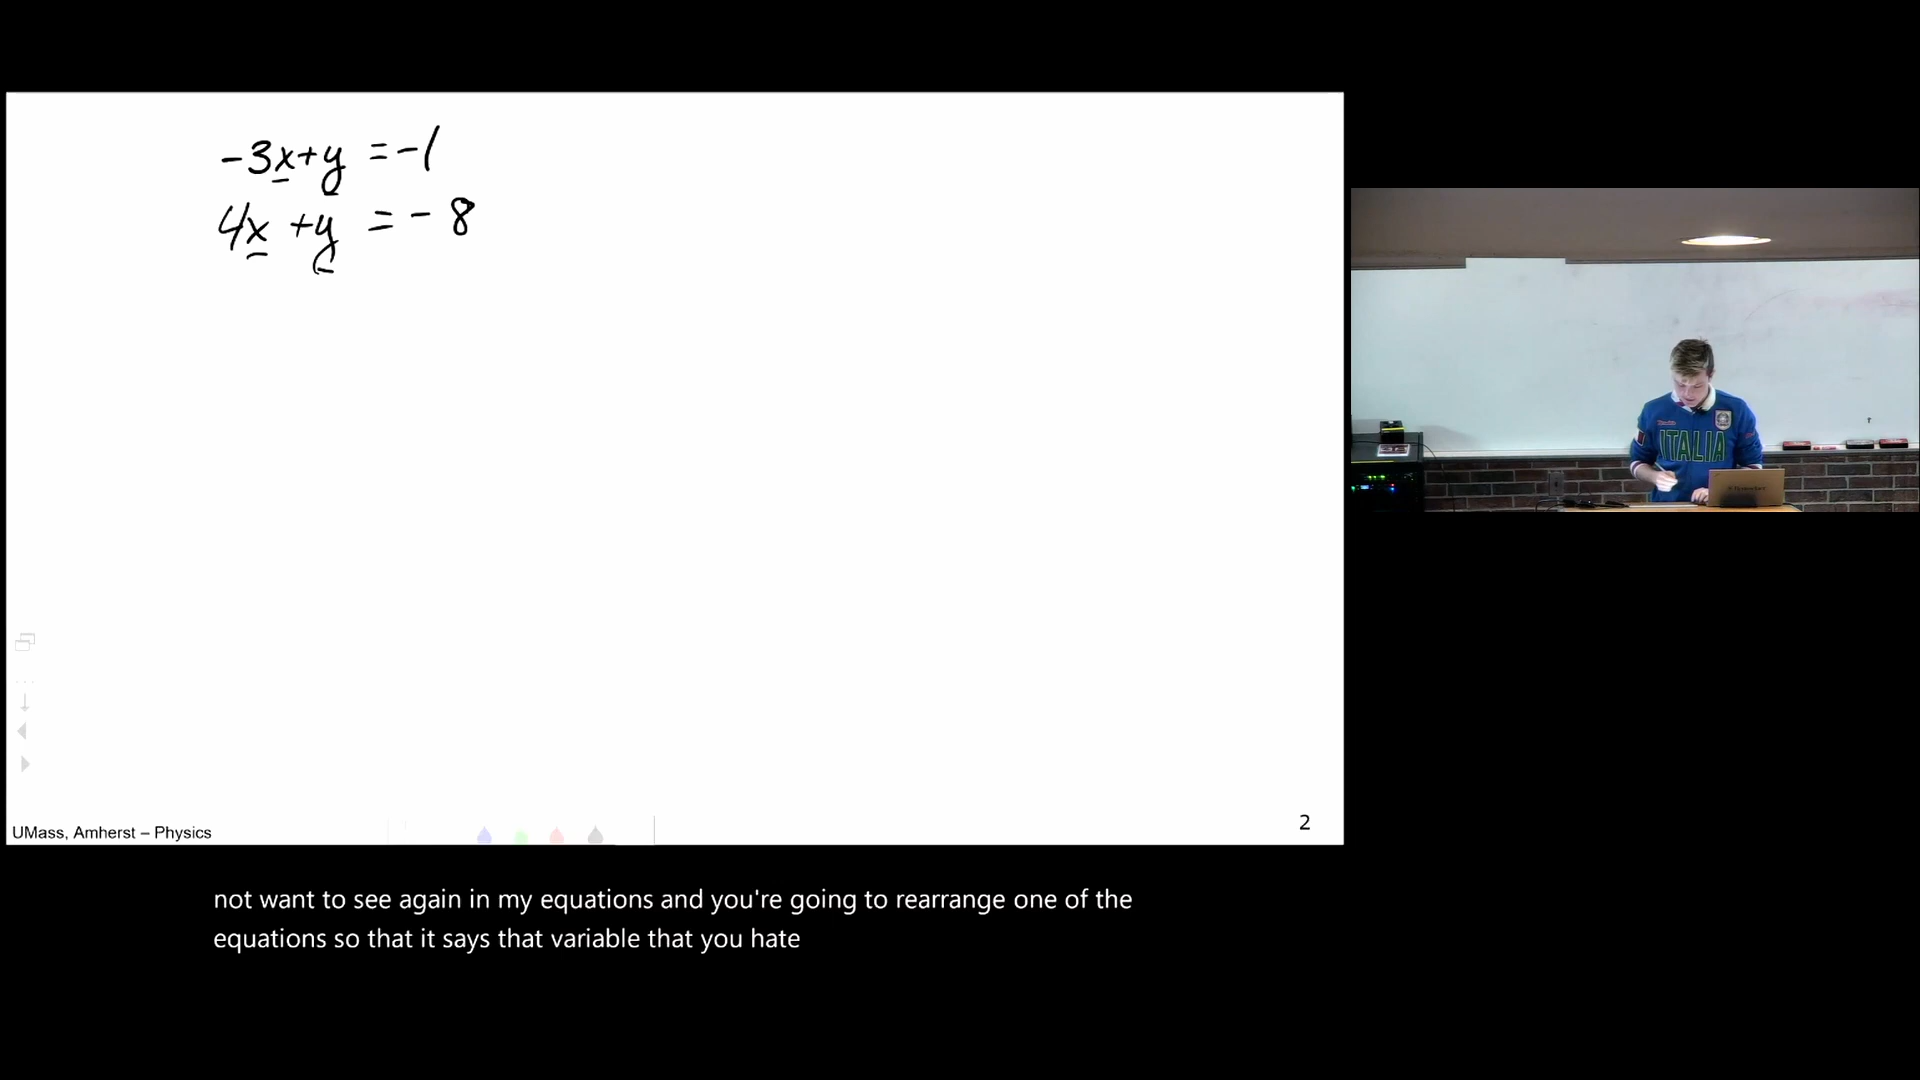 -3x+y = -1
4x +y = - 8
ITALIA
UMass, Amherst – Physics
2
not want to see again in my equations and you're going to rearrange one of the
equations so that it says that variable that you hate